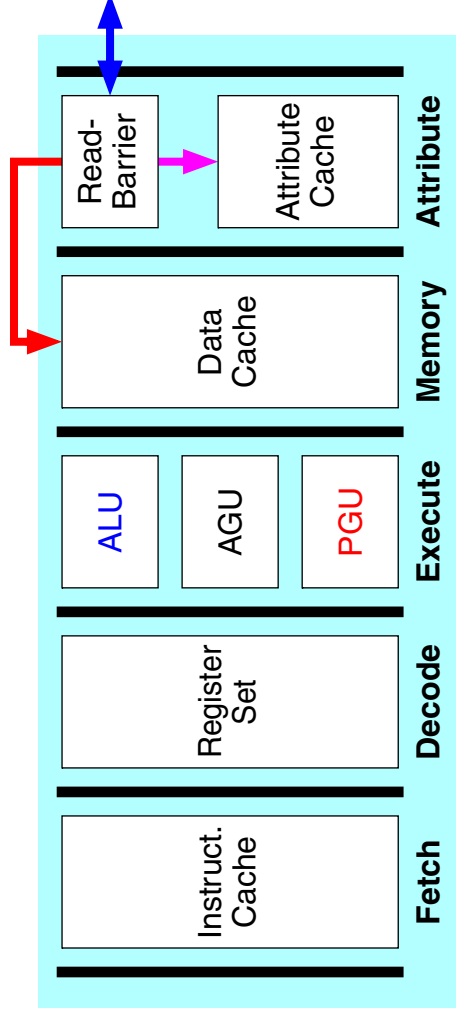 Instruct.
Cache
Fetch
Register
Set
Decode
ALU
AGU
PGU
Execute
Data
Cache
Memory
Read-
Barrier
Attribute
Cache
Attribute